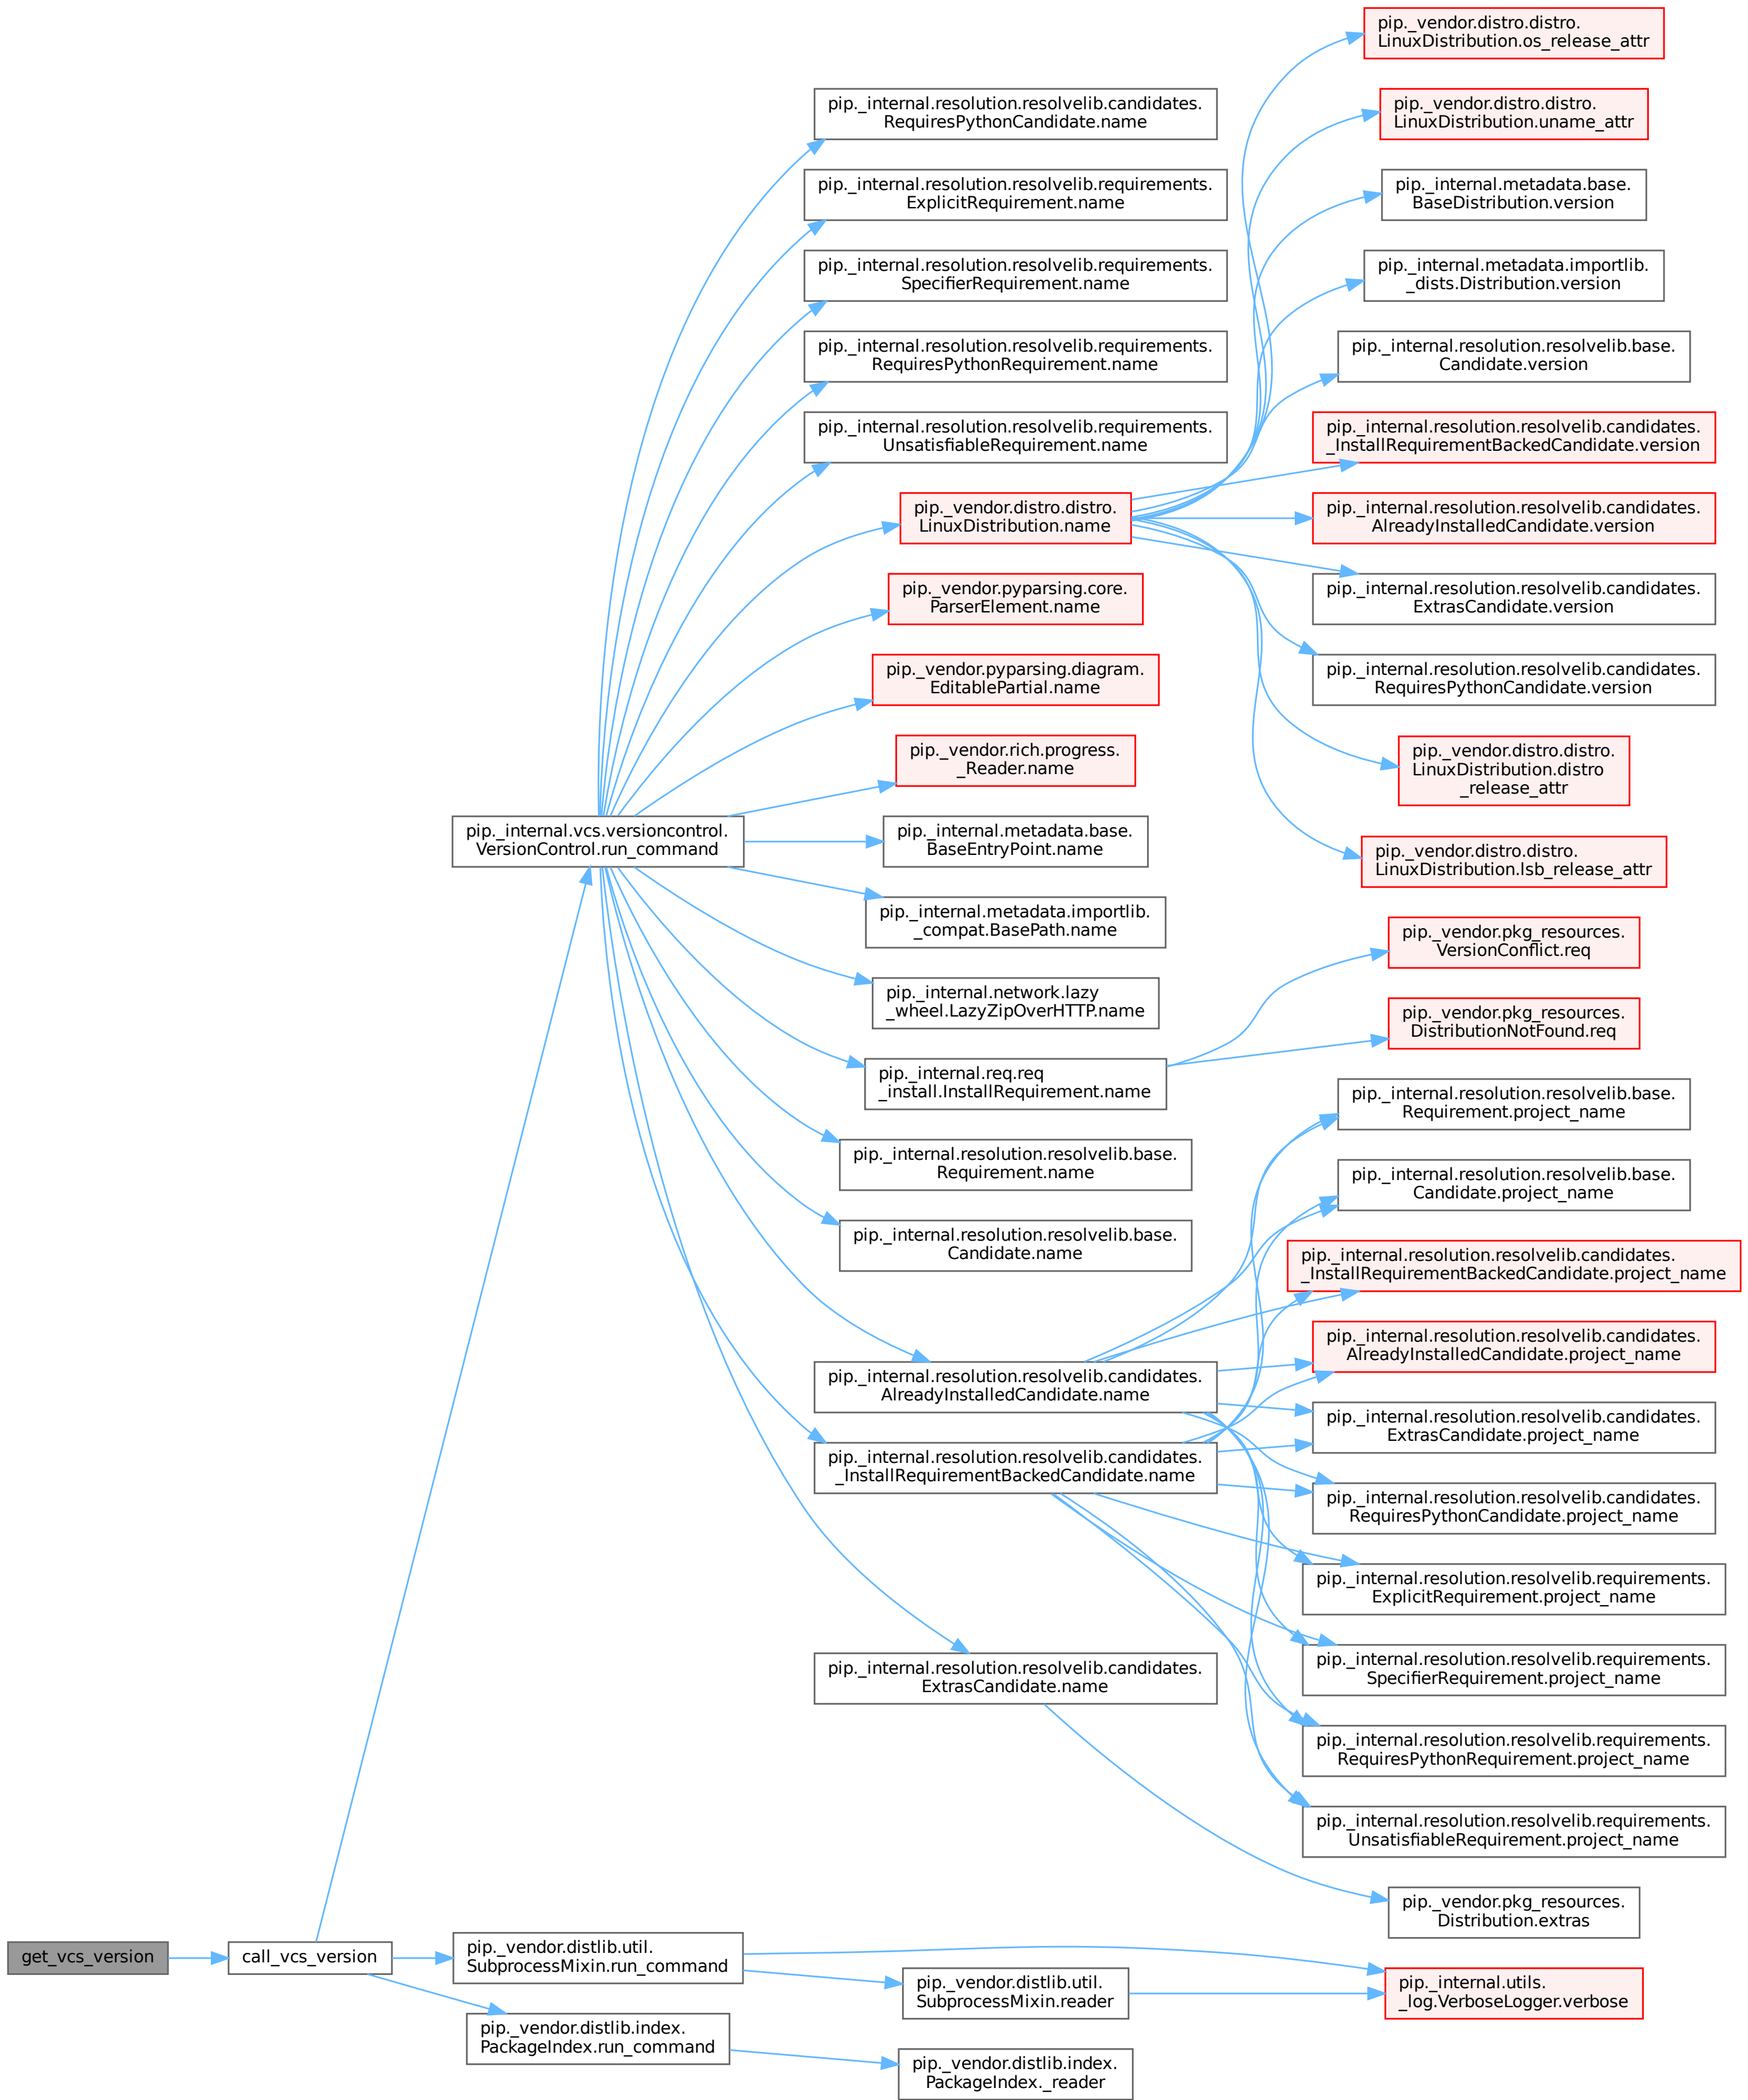 get_vcs_version
call_vcs_version
pip._internal.vcs.versioncontrol.
VersionControl.run_command
pip._vendor.distlib.util.
SubprocessMixin.run_command
pip._vendor.distlib.index.
PackageIndex.run_command
pip._internal.resolution.resolvelib.candidates.
RequiresPythonCandidate.name
pip._internal.resolution.resolvelib.requirements.
ExplicitRequirement.name
pip._internal.resolution.resolvelib.requirements.
SpecifierRequirement.name
pip._internal.resolution.resolvelib.requirements.
RequiresPythonRequirement.name
pip._internal.resolution.resolvelib.requirements.
UnsatisfiableRequirement.name
pip._vendor.distro.distro.
LinuxDistribution.name
pip._vendor.pyparsing.core.
ParserElement.name
pip._vendor.pyparsing.diagram.
EditablePartial.name
pip._vendor.rich.progress.
_Reader.name
pip._internal.metadata.base.
BaseEntryPoint.name
pip._internal.metadata.importlib.
_compat.BasePath.name
pip._internal.network.lazy
_wheel.LazyZipOverHTTP.name
pip._internal.req.req
_install.InstallRequirement.name
pip._internal.resolution.resolvelib.base.
Requirement.name
pip._internal.resolution.resolvelib.base.
Candidate.name
pip._internal.resolution.resolvelib.candidates.
AlreadyInstalledCandidate.name
pip._internal.resolution.resolvelib.candidates.
_InstallRequirementBackedCandidate.name
pip._internal.resolution.resolvelib.candidates.
ExtrasCandidate.name
pip._vendor.distlib.util.
SubprocessMixin.reader
pip._vendor.distlib.index.
PackageIndex._reader
pip._vendor.distro.distro.
LinuxDistribution.os_release_attr
pip._vendor.distro.distro.
LinuxDistribution.uname_attr
pip._internal.metadata.base.
BaseDistribution.version
pip._internal.metadata.importlib.
_dists.Distribution.version
pip._internal.resolution.resolvelib.base.
Candidate.version
pip._internal.resolution.resolvelib.candidates.
_InstallRequirementBackedCandidate.version
pip._internal.resolution.resolvelib.candidates.
AlreadyInstalledCandidate.version
pip._internal.resolution.resolvelib.candidates.
ExtrasCandidate.version
pip._internal.resolution.resolvelib.candidates.
RequiresPythonCandidate.version
pip._vendor.distro.distro.
LinuxDistribution.distro
_release_attr
pip._vendor.distro.distro.
LinuxDistribution.lsb_release_attr
pip._vendor.pkg_resources.
VersionConflict.req
pip._vendor.pkg_resources.
DistributionNotFound.req
pip._internal.resolution.resolvelib.base.
Requirement.project_name
pip._internal.resolution.resolvelib.base.
Candidate.project_name
pip._internal.resolution.resolvelib.candidates.
_InstallRequirementBackedCandidate.project_name
pip._internal.resolution.resolvelib.candidates.
AlreadyInstalledCandidate.project_name
pip._internal.resolution.resolvelib.candidates.
ExtrasCandidate.project_name
pip._internal.resolution.resolvelib.candidates.
RequiresPythonCandidate.project_name
pip._internal.resolution.resolvelib.requirements.
ExplicitRequirement.project_name
pip._internal.resolution.resolvelib.requirements.
SpecifierRequirement.project_name
pip._internal.resolution.resolvelib.requirements.
RequiresPythonRequirement.project_name
pip._internal.resolution.resolvelib.requirements.
UnsatisfiableRequirement.project_name
pip._vendor.pkg_resources.
Distribution.extras
pip._internal.utils.
_log.VerboseLogger.verbose